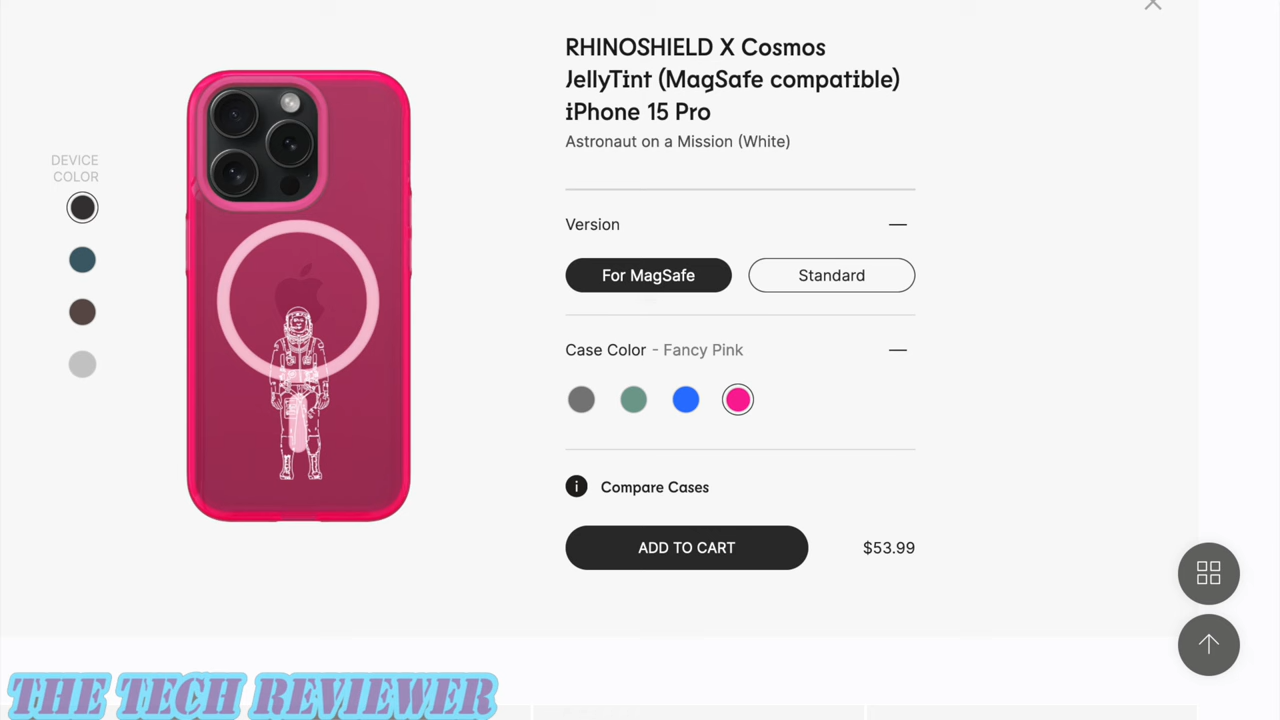 RHINOSHIELD X Cosmos
JellyTint (MagSafe compatible)
iPhone 15 Pro
Astronaut on a Mission (White)
DEVICE
COLOR
Version
For MagSafe
Standard
Case Color - Fancy Pink
i Compare Cases
ADD TO CART
$53.99
THE TECH REVIEWER